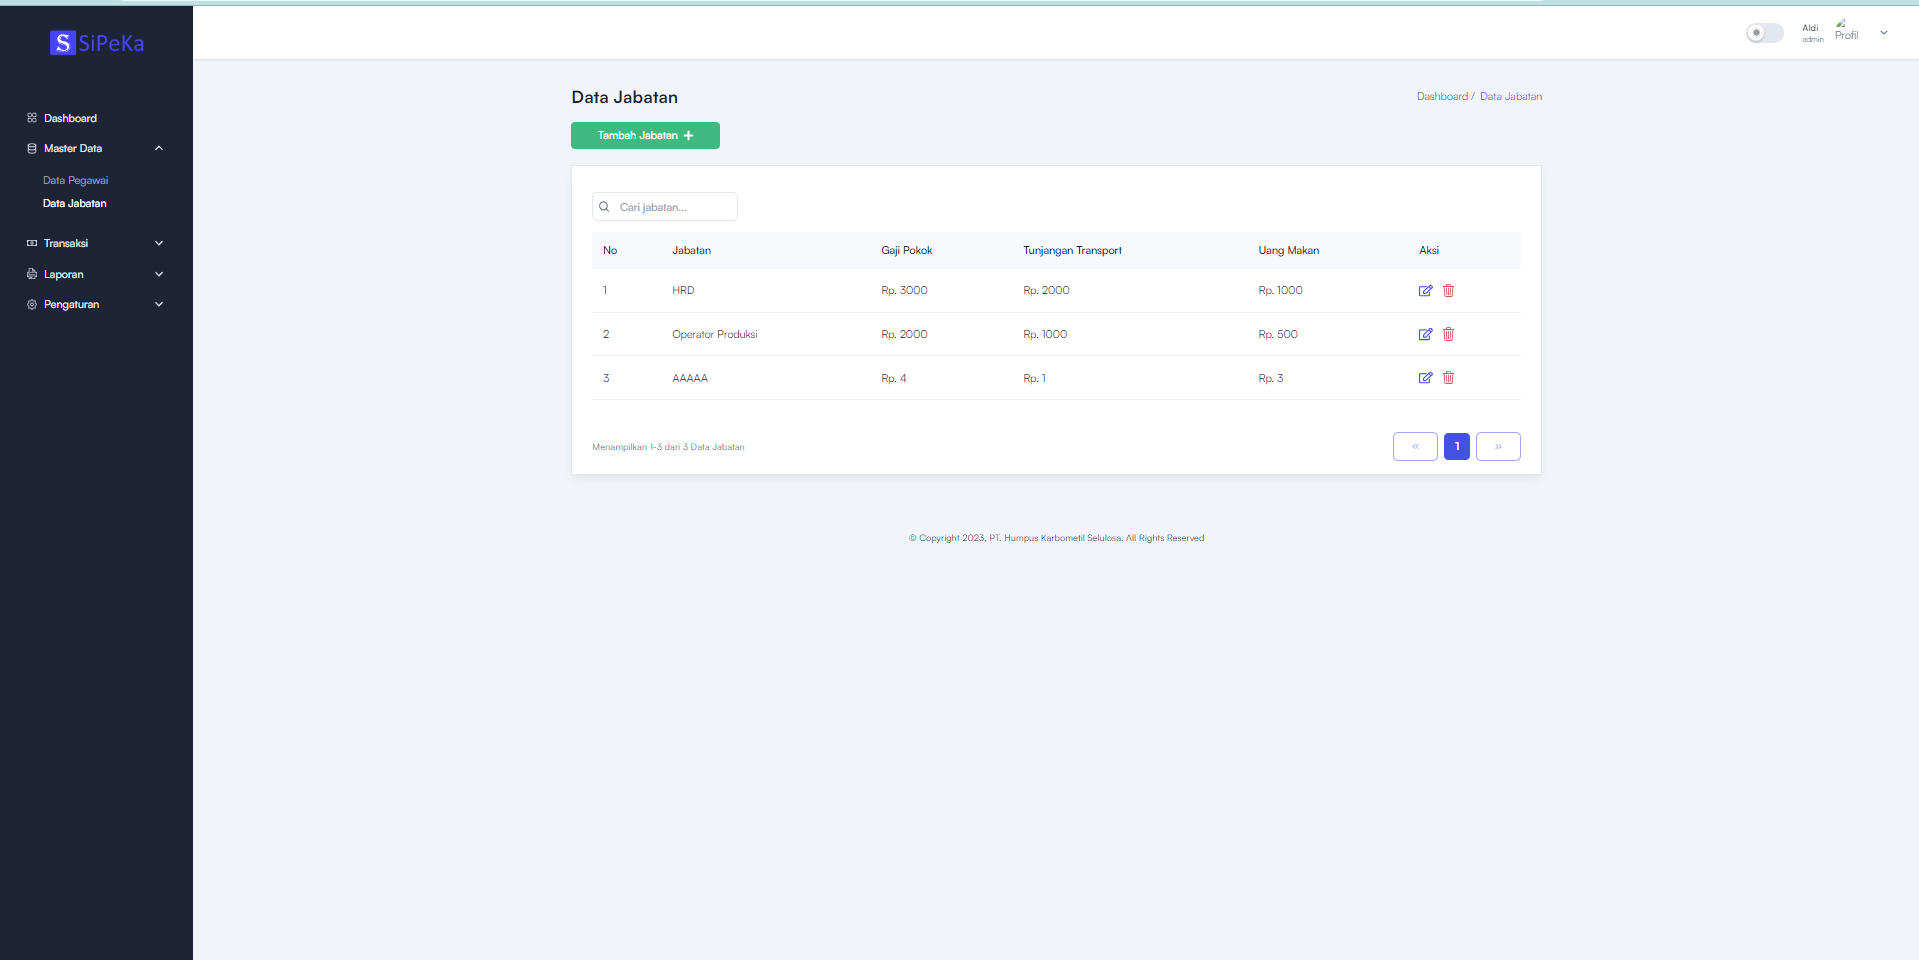 S SiPeKa
Aldi
admin
Profil
Dashboard
Master Data
Data Pegawai
Data Jabatan
Transaksi
Laporan
Pengaturan
Data Jabatan
Dashboard / Data Jabatan
Tambah Jabatan +
Cari jabatan...
No Jabatan Gaji Pokok Tunjangan Transport Uang Makan Aksi
1 HRD Rp. 3000 Rp. 2000 Rp. 1000
2 Operator Produksi Rp. 2000 Rp. 1000 Rp. 500
3 AAAAA Rp. 4 Rp. 1 Rp. 3
Menampilkan 1-3 dari 3 Data Jabatan
« 1 »
© Copyright 2023, PT. Humpus Karbometil Selulosa. All Rights Reserved